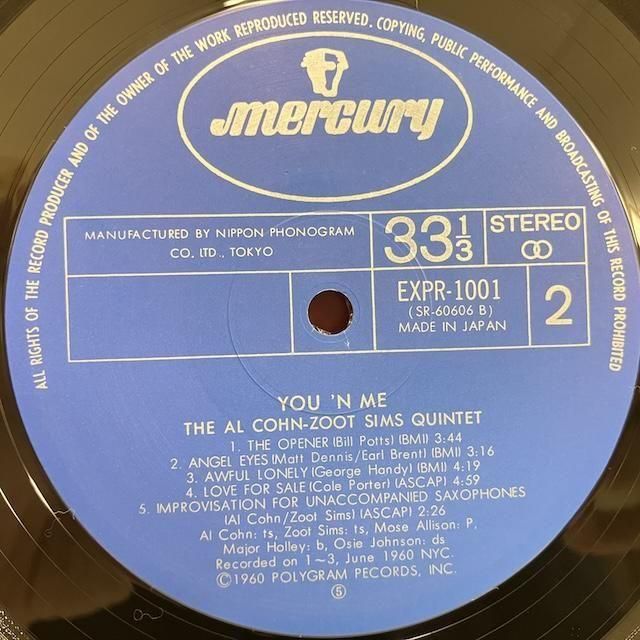 ALL RIGHTS OF THE RECORD PRODUCER AND OF THE OWNER OF THE WORK REPRODUCED RESERVED. COPYING, PUBLIC PERFORMANCE AND BROADCASTING OF THIS RECORD PROHIBITED
mercury
MANUFACTURED BY NIPPON PHONOGRAM
CO. LTD., TOKYO
33 1/3
STEREO
EXPR-1001
(SR-60606 B)
MADE IN JAPAN
2
YOU 'N ME
THE AL COHN-ZOOT SIMS QUINTET
1. THE OPENER (Bill Potts) (BMI) 3:44
2. ANGEL EYES (Matt Dennis/Earl Brent) (BMI) 3:16
3. AWFUL LONELY (George Handy) (BMI) 4:19
4. LOVE FOR SALE (Cole Porter) (ASCAP) 4:59
5. IMPROVISATION FOR UNACCOMPANIED SAXOPHONES
(Al Cohn/Zoot Sims) (ASCAP) 2:26
Al Cohn: ts, Zoot Sims: ts, Mose Allison: P,
Major Holley: b, Osie Johnson: ds
Recorded on 1~3, June 1960 NYC.
©1960 POLYGRAM RECORDS, INC.
⑤